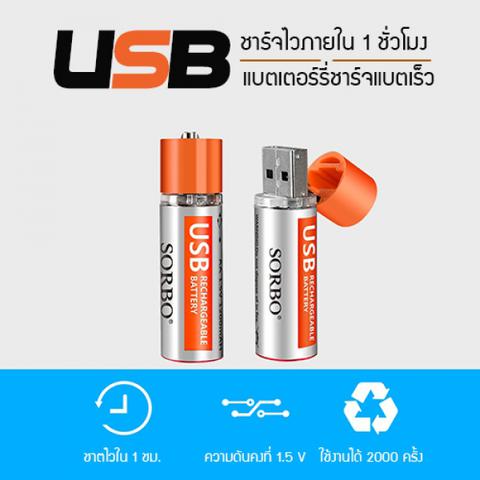 USB
ชาร์จไวภายใน 1 ชั่วโมง
แบตเตอร์รี่ชาร์จแบตเร็ว
SORBO®
USB
RECHARGEABLE
BATTERY
SORBO®
USB
RECHARGEABLE
BATTERY
ชาตไวใน 1 ชม.
ความดันคงที่ 1.5 V
ใช้งานได้ 2000 ครั้ง